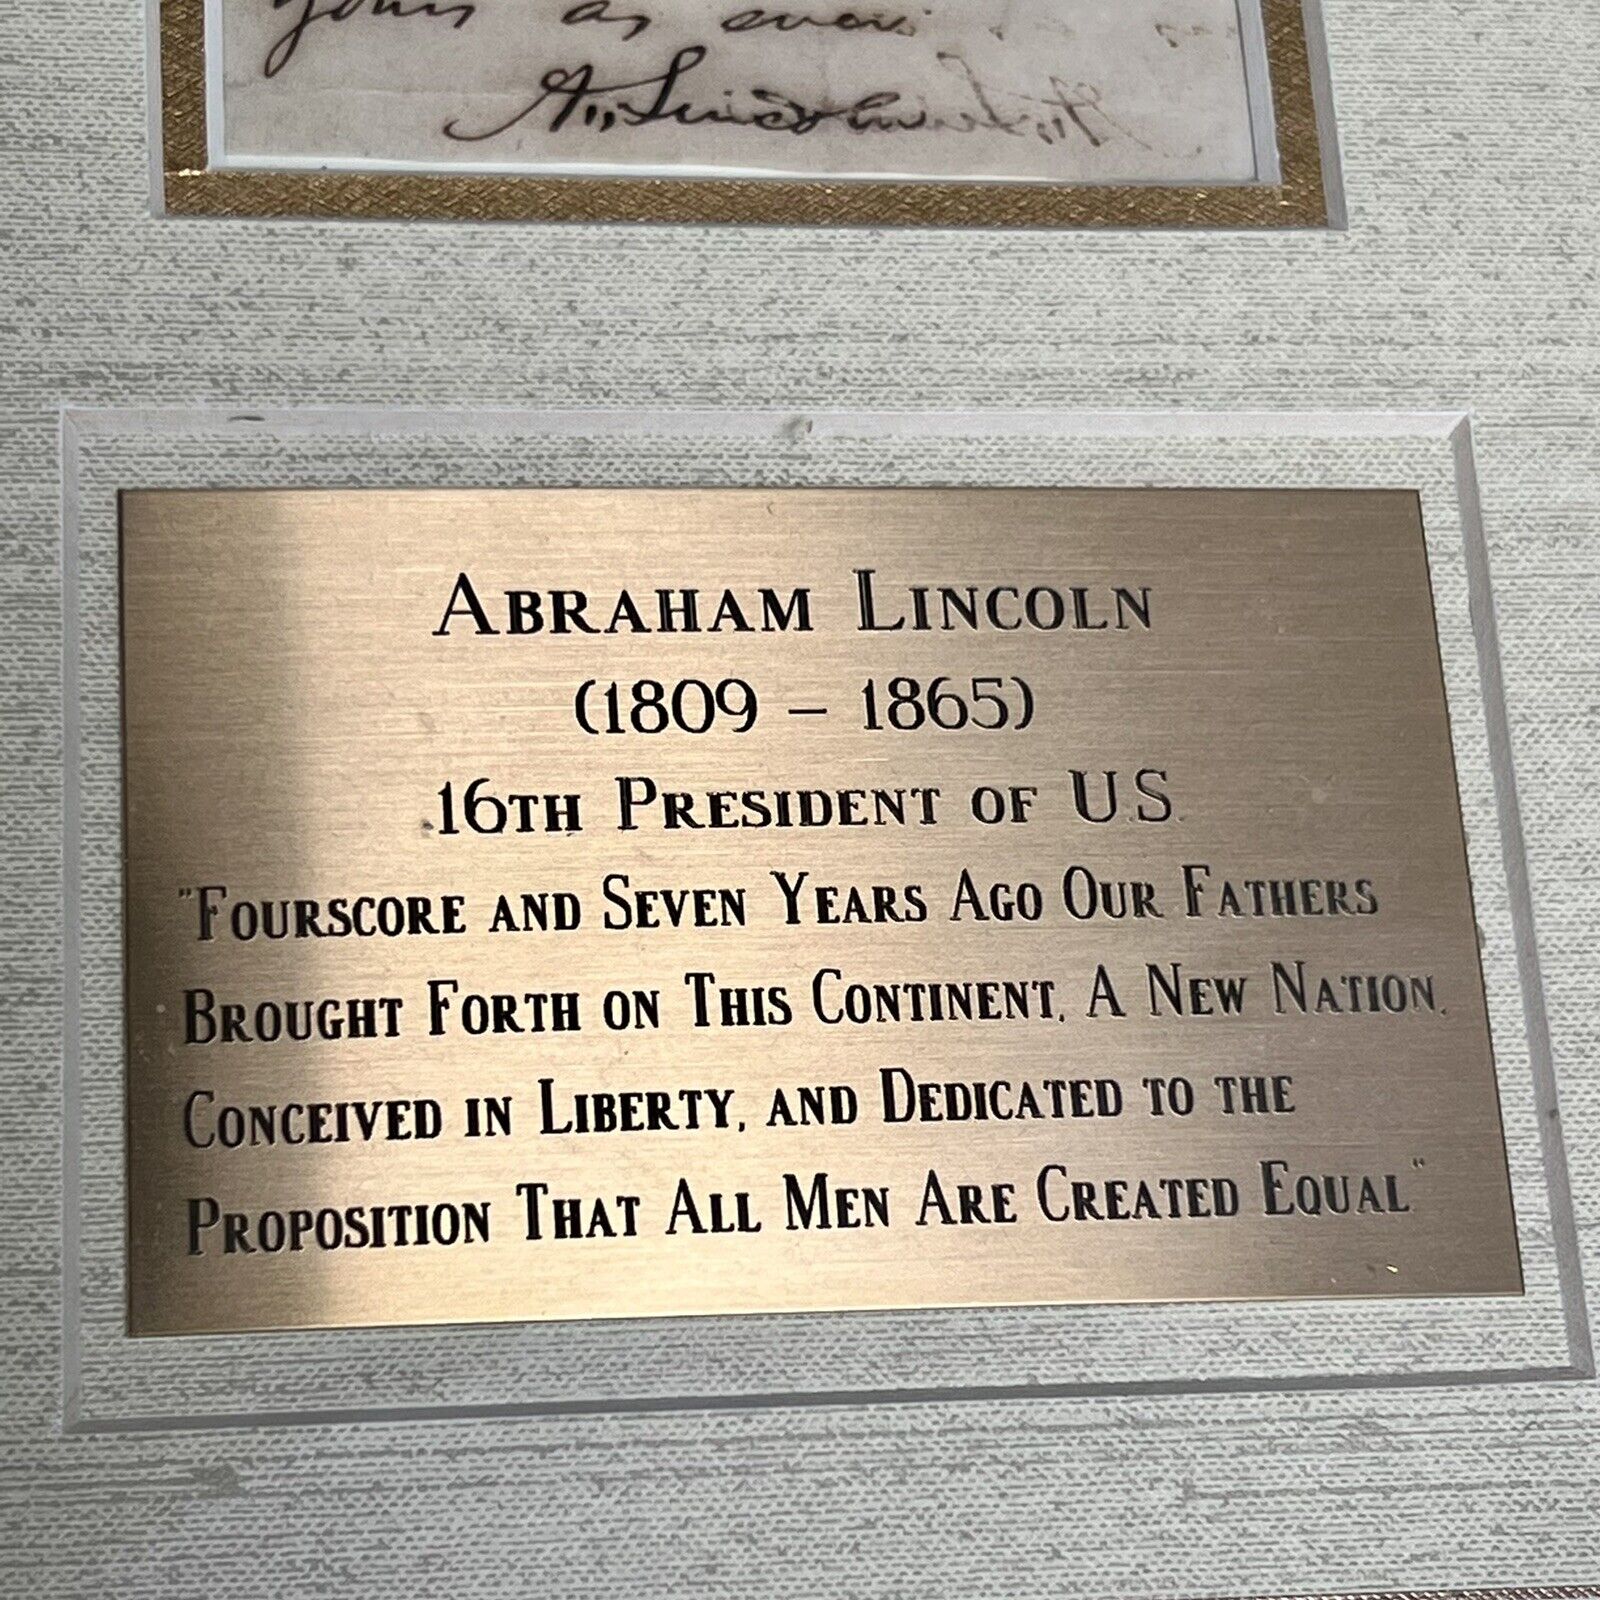 yours as ever
A. Lincoln
ABRAHAM LINCOLN
(1809 – 1865)
16TH PRESIDENT OF U.S.
"FOURSCORE AND SEVEN YEARS AGO OUR FATHERS
BROUGHT FORTH ON THIS CONTINENT, A NEW NATION,
CONCEIVED IN LIBERTY, AND DEDICATED TO THE
PROPOSITION THAT ALL MEN ARE CREATED EQUAL"